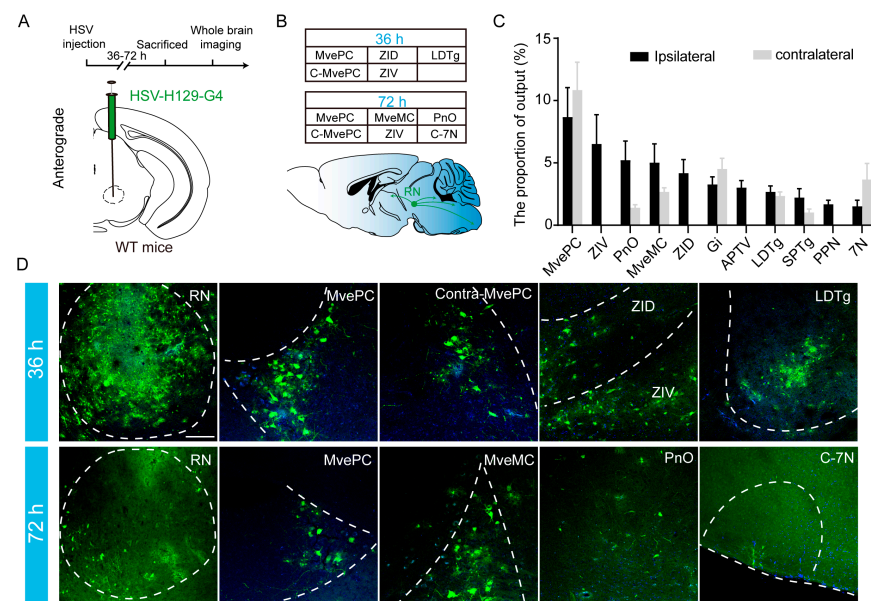 A
HSV
injection
36-72 h
Sacrificed
Whole brain
imaging
HSV-H129-G4
Anterograde
WT mice
B
36 h
MvePC ZID LDTg
C-MvePC ZIV
72 h
MvePC MveMC PnO
C-MvePC ZIV C-7N
RN
C
The proportion of output (%)
15
10
5
0
Ipsilateral
contralateral
MvePC
ZIV
PnO
MveMC
ZID
Gi
APTV
LDTg
SPTg
PPN
7N
D
36 h
RN
MvePC
Contra-MvePC
ZID
ZIV
LDTg
72 h
RN
MvePC
MveMC
PnO
C-7N